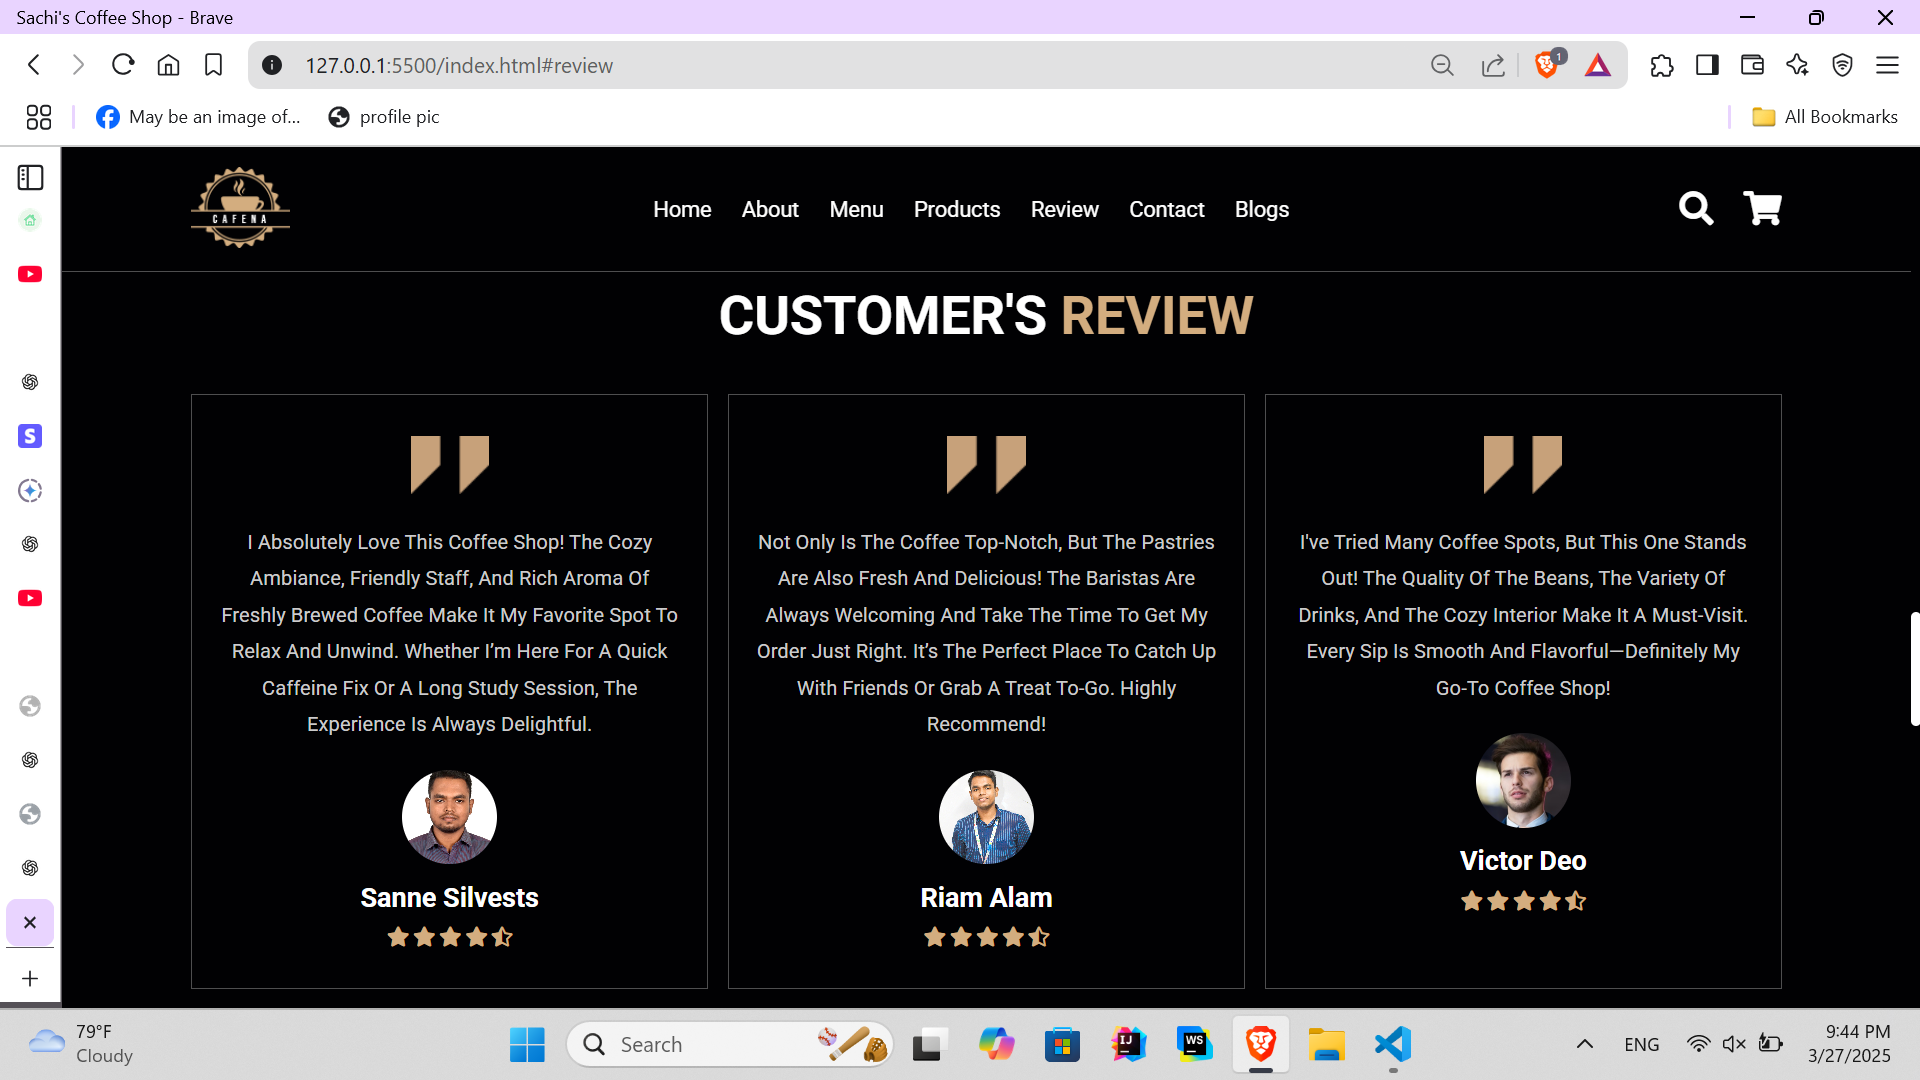 Sachi's Coffee Shop - Brave
127.0.0.1:5500/index.html#review
1
May be an image of...
profile pic
All Bookmarks
CAFENA
Home
About
Menu
Products
Review
Contact
Blogs
CUSTOMER'S REVIEW
I Absolutely Love This Coffee Shop! The Cozy
Ambiance, Friendly Staff, And Rich Aroma Of
Freshly Brewed Coffee Make It My Favorite Spot To
Relax And Unwind. Whether I’m Here For A Quick
Caffeine Fix Or A Long Study Session, The
Experience Is Always Delightful.
Sanne Silvests
Not Only Is The Coffee Top-Notch, But The Pastries
Are Also Fresh And Delicious! The Baristas Are
Always Welcoming And Take The Time To Get My
Order Just Right. It’s The Perfect Place To Catch Up
With Friends Or Grab A Treat To-Go. Highly
Recommend!
Riam Alam
I've Tried Many Coffee Spots, But This One Stands
Out! The Quality Of The Beans, The Variety Of
Drinks, And The Cozy Interior Make It A Must-Visit.
Every Sip Is Smooth And Flavorful—Definitely My
Go-To Coffee Shop!
Victor Deo
S
79°F
Cloudy
Search
IJ
WS
ENG
9:44 PM
3/27/2025